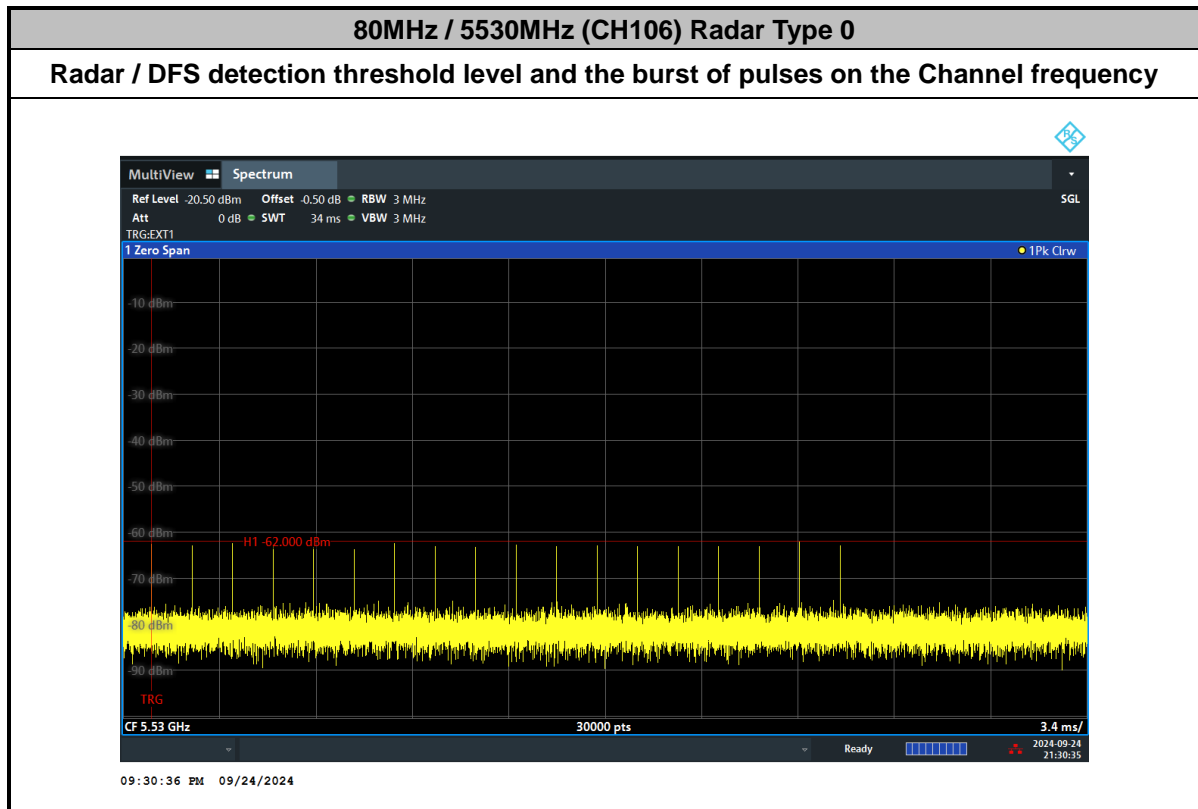 80MHz / 5530MHz (CH106) Radar Type 0
Radar / DFS detection threshold level and the burst of pulses on the Channel frequency
R S
MultiView Spectrum
Ref Level -20.50 dBm Offset -0.50 dB RBW 3 MHz SGL
Att 0 dB SWT 34 ms VBW 3 MHz
TRG:EXT1
1 Zero Span 1Pk Clrw
-10 dBm
-20 dBm
-30 dBm
-40 dBm
-50 dBm
-60 dBm
H1 -62.000 dBm
-70 dBm
-80 dBm
-90 dBm
TRG
CF 5.53 GHz 30000 pts 3.4 ms/
Ready 2024-09-24
21:30:35
09:30:36 PM 09/24/2024